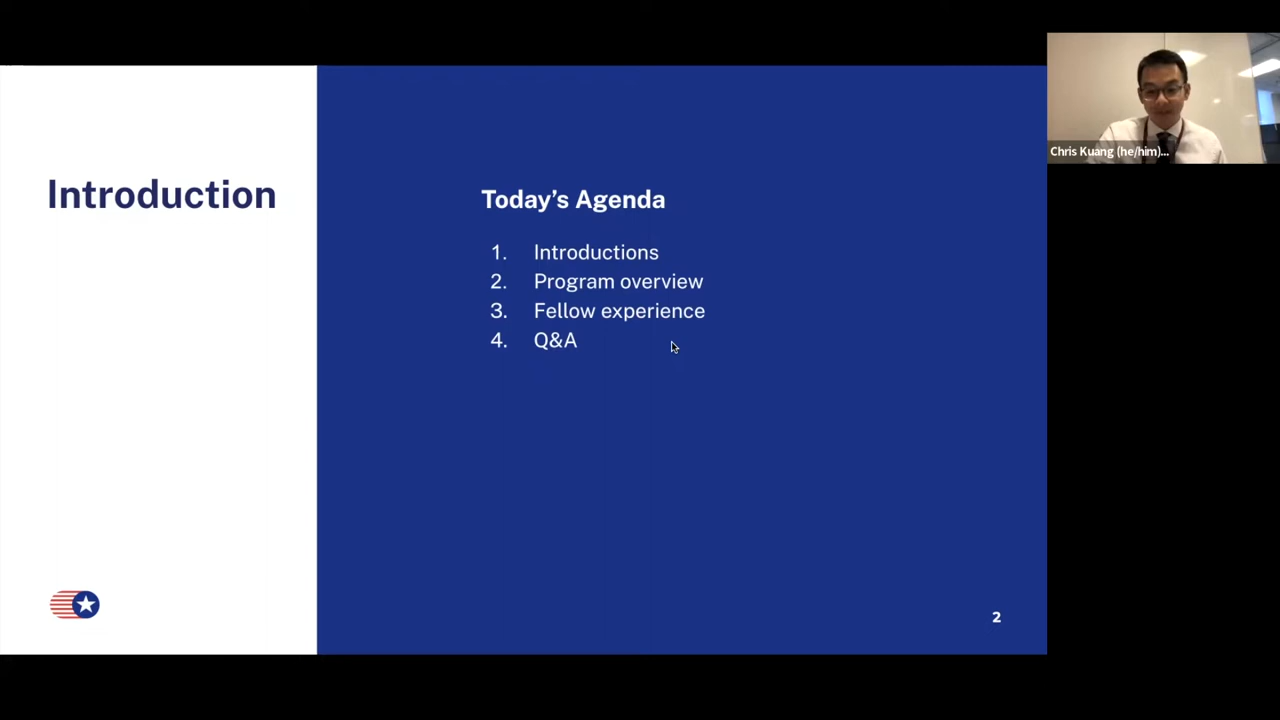 Introduction
Today’s Agenda
1. Introductions
2. Program overview
3. Fellow experience
4. Q&A
2
Chris Kuang (he/him)...